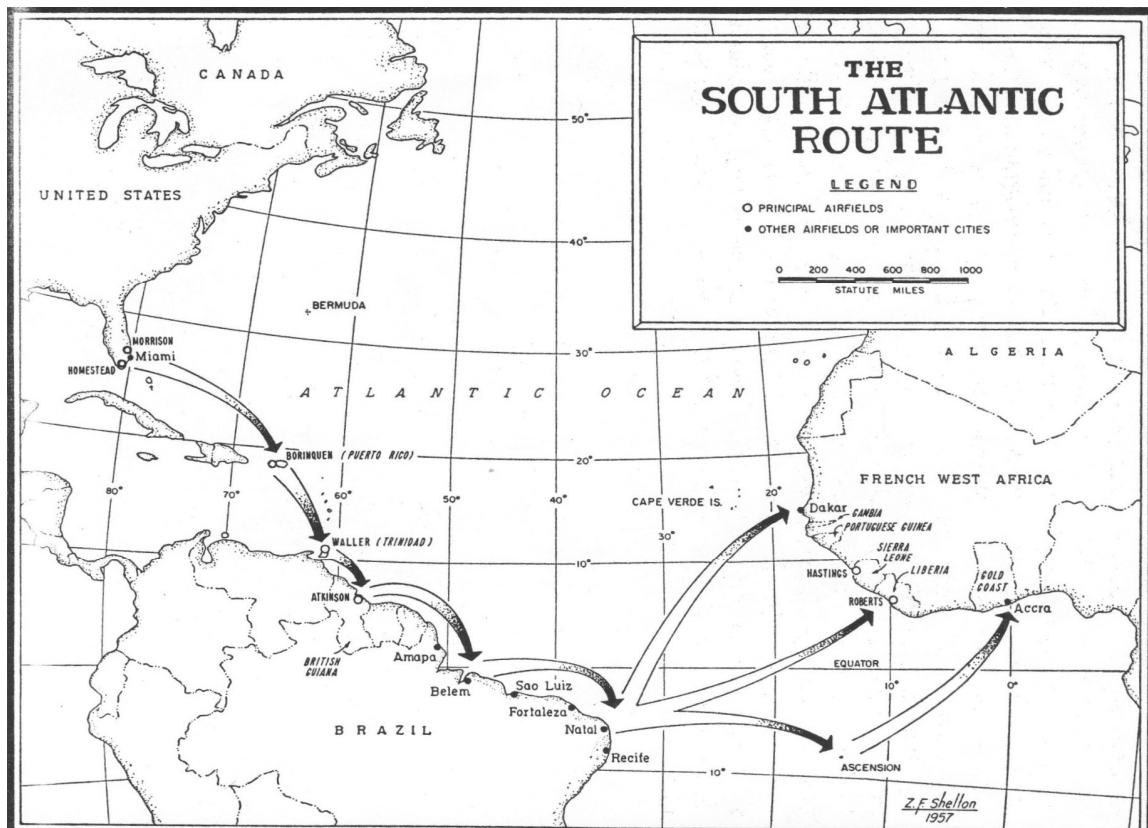 THE
SOUTH ATLANTIC
ROUTE
LEGEND
PRINCIPAL AIRFIELDS
OTHER AIRFIELDS OR IMPORTANT CITIES
0 200 400 600 800 1000
STATUTE MILES
CANADA
UNITED STATES
50°
40°
BERMUDA
MORRISON
Miami
HOMESTEAD
30°
ALGERIA
ATLANTIC OCEAN
BORINQUEN (PUERTO RICO)
20°
80°
70°
60°
50°
40°
30°
20°
CAPE VERDE IS.
FRENCH WEST AFRICA
Dakar
GAMBIA
PORTUGUESE GUINEA
WALLER (TRINIDAD)
10°
SIERRA
LEONE
LIBERIA
HASTINGS
GOLD
COAST
ATKINSON
ROBERTS
Accra
BRITISH
GUIANA
Amapa
EQUATOR
Belem
Sao Luiz
10°
0°
Fortaleza
BRAZIL
Natal
Recife
10°
ASCENSION
Z.F. Shelton
1957